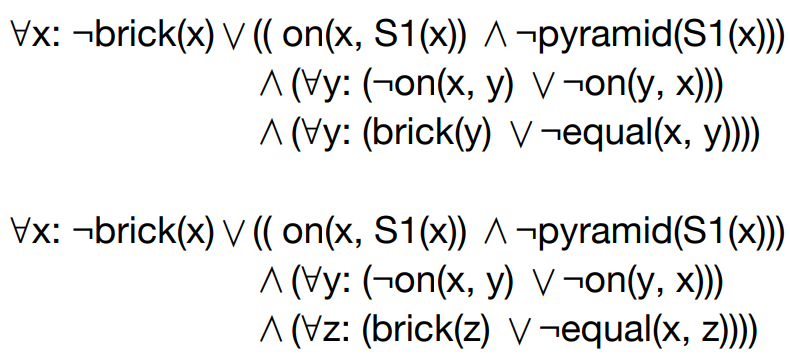 ∀x: ¬brick(x) ∨ (( on(x, S1(x)) ∧ ¬pyramid(S1(x)))
∧ (∀y: (¬on(x, y) ∨ ¬on(y, x)))
∧ (∀y: (brick(y) ∨ ¬equal(x, y))))
∀x: ¬brick(x) ∨ (( on(x, S1(x)) ∧ ¬pyramid(S1(x)))
∧ (∀y: (¬on(x, y) ∨ ¬on(y, x)))
∧ (∀z: (brick(z) ∨ ¬equal(x, z))))